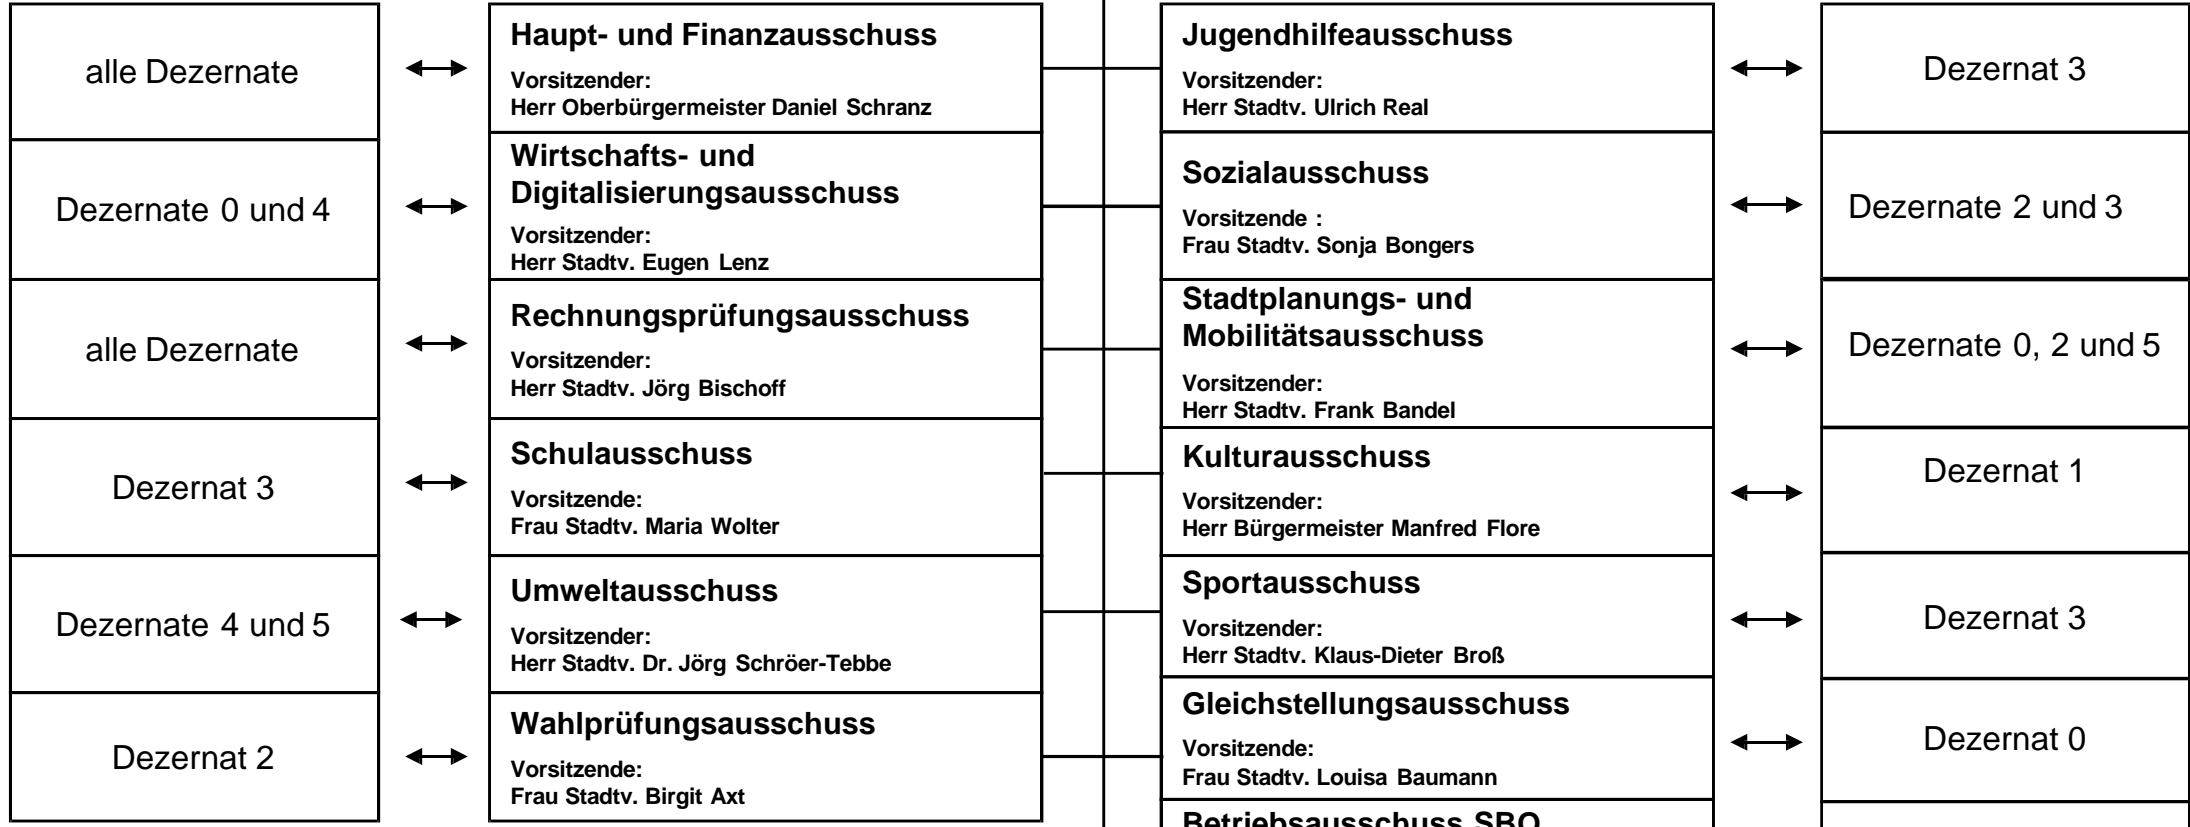 alle Dezernate
Haupt- und Finanzausschuss
Vorsitzender:
Herr Oberbürgermeister Daniel Schranz
Jugendhilfeausschuss
Vorsitzender:
Herr Stadtv. Ulrich Real
Dezernat 3
Dezernate 0 und 4
Wirtschafts- und
Digitalisierungsausschuss
Vorsitzender:
Herr Stadtv. Eugen Lenz
Sozialausschuss
Vorsitzende :
Frau Stadtv. Sonja Bongers
Dezernate 2 und 3
alle Dezernate
Rechnungsprüfungsausschuss
Vorsitzender:
Herr Stadtv. Jörg Bischoff
Stadtplanungs- und
Mobilitätsausschuss
Vorsitzender:
Herr Stadtv. Frank Bandel
Dezernate 0, 2 und 5
Dezernat 3
Schulausschuss
Vorsitzende:
Frau Stadtv. Maria Wolter
Kulturausschuss
Vorsitzender:
Herr Bürgermeister Manfred Flore
Dezernat 1
Dezernate 4 und 5
Umweltausschuss
Vorsitzender:
Herr Stadtv. Dr. Jörg Schröer-Tebbe
Sportausschuss
Vorsitzender:
Herr Stadtv. Klaus-Dieter Broß
Dezernat 3
Dezernat 2
Wahlprüfungsausschuss
Vorsitzende:
Frau Stadtv. Birgit Axt
Gleichstellungsausschuss
Vorsitzende:
Frau Stadtv. Louisa Baumann
Dezernat 0
Betriebsausschuss SBO